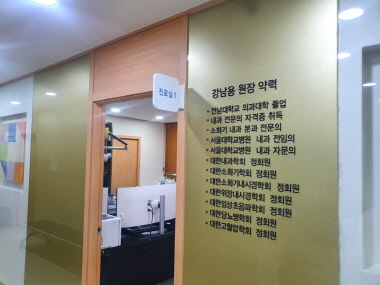 진료실 1
강남용 원장 약력
• 전남대학교 의과대학 졸업
• 내과 전문의 자격증 취득
• 소화기 내과 분과 전문의
• 서울대학교병원 내과 전임의
• 서울대학교병원 내과 자문의
• 대한내과학회 정회원
• 대한소화기학회 정회원
• 대한소화기내시경학회 정회원
• 대한위장내시경학회 정회원
• 대한임상초음파학회 정회원
• 대한당뇨병학회 정회원
• 대한고혈압학회 정회원